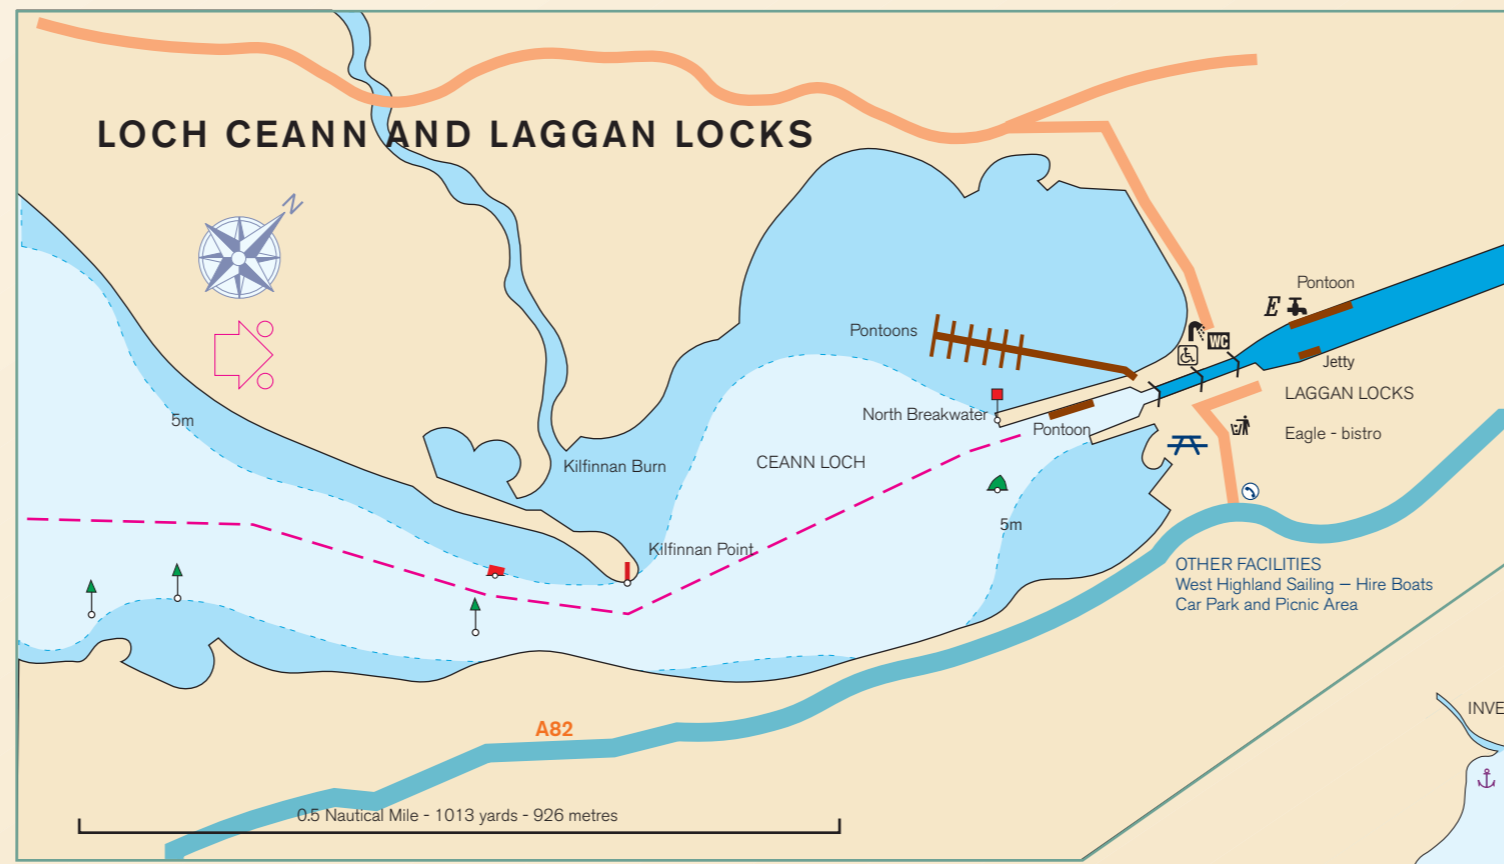 LOCH CEANN AND LAGGAN LOCKS
N
Pontoon
E
WC
Pontoons
Jetty
LAGGAN LOCKS
North Breakwater
5m
Pontoon
Eagle - bistro
Kilfinnan Burn
CEANN LOCH
5m
Kilfinnan Point
OTHER FACILITIES
West Highland Sailing – Hire Boats
Car Park and Picnic Area
INVE
A82
0.5 Nautical Mile - 1013 yards - 926 metres